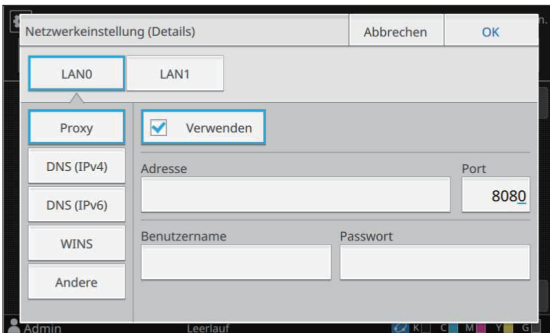 Netzwerkeinstellung (Details) Abbrechen OK
LAN0 LAN1
Proxy Verwenden
DNS (IPv4) Adresse Port
DNS (IPv6) 8080
WINS Benutzername Passwort
Andere
Admin Leerlauf K C M Y G